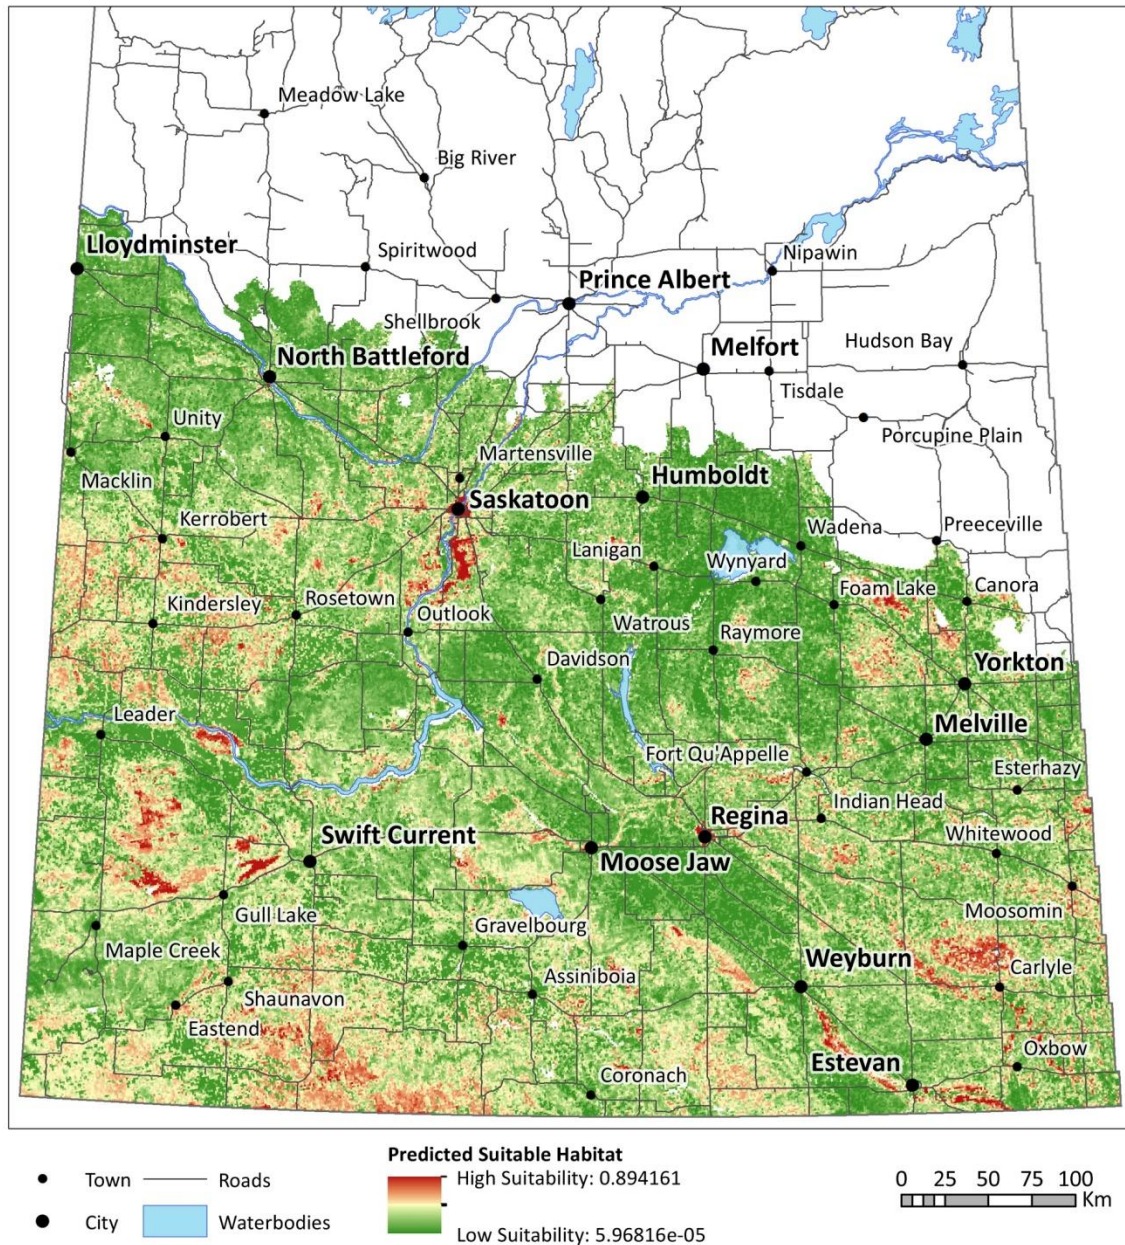 Meadow Lake
Big River
Lloydminster
Spiritwood
Nipawin
Prince Albert
Shellbrook
North Battleford
Melfort
Hudson Bay
Tisdale
Unity
Porcupine Plain
Macklin
Martensville
Humboldt
Saskatoon
Kerrobert
Wadena
Preeceville
Lanigan
Wynyard
Foam Lake
Canora
Kindersley
Rosetown
Outlook
Watrous
Raymore
Davidson
Yorkton
Leader
Melville
Fort Qu'Appelle
Esterhazy
Indian Head
Regina
Swift Current
Whitewood
Moose Jaw
Gull Lake
Moosomin
Gravelbourg
Maple Creek
Weyburn
Carlyle
Assiniboia
Shaunavon
Eastend
Oxbow
Estevan
Coronach
Predicted Suitable Habitat
Town
Roads
High Suitability: 0.894161
0 25 50 75 100
Km
City
Waterbodies
Low Suitability: 5.96816e-05